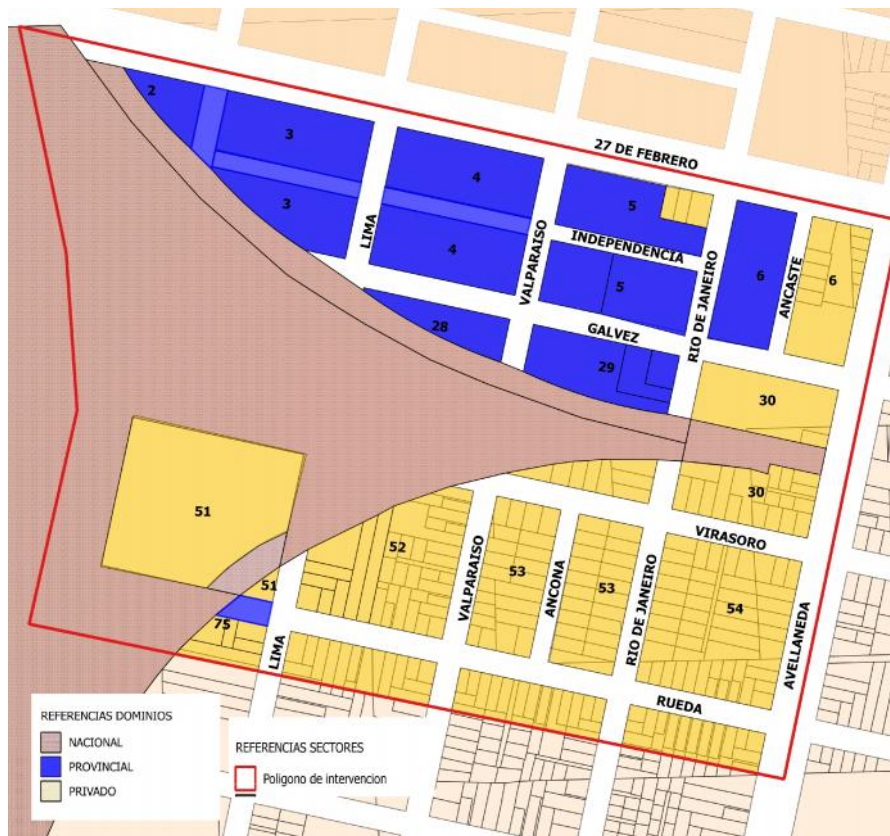 2
3
27 DE FEBRERO
4
5
3
LIMA
INDEPENDENCIA
4
VALPARAISO
5
RIO DE JANEIRO
6
ANCASTE
6
28
GALVEZ
29
30
51
30
VIRASORO
52
VALPARAISO
53
ANCONA
53
RIO DE JANEIRO
54
AVELLANEDA
51
75
LIMA
RUEDA
REFERENCIAS DOMINIOS
NACIONAL
PROVINCIAL
PRIVADO
REFERENCIAS SECTORES
Poligono de intervencion